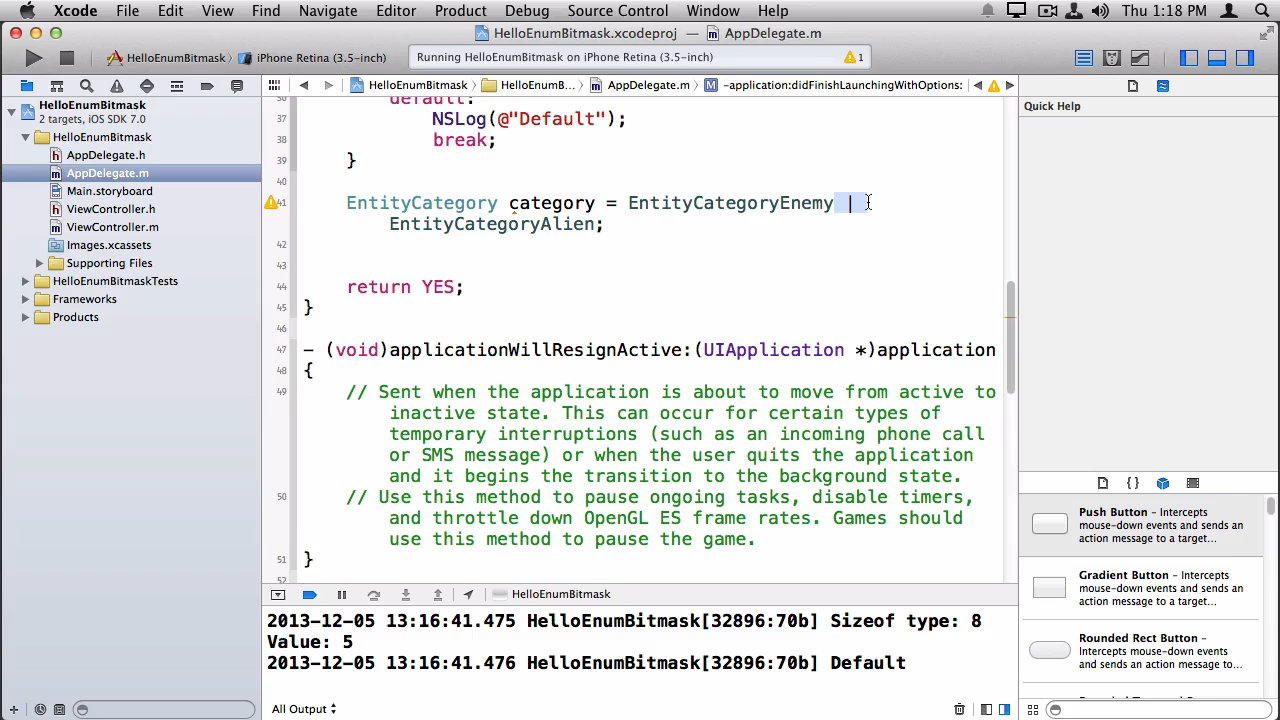 Xcode File Edit View Find Navigate Editor Product Debug Source Control Window Help Thu 1:18 PM
HelloEnumBitmask.xcodeproj — AppDelegate.m
HelloEnumBitmask iPhone Retina (3.5-inch) Running HelloEnumBitmask on iPhone Retina (3.5-inch) 1
HelloEnumBitmask HelloEnumB... AppDelegate.m -application:didFinishLaunchingWithOptions:
HelloEnumBitmask
2 targets, iOS SDK 7.0
HelloEnumBitmask
AppDelegate.h
AppDelegate.m
Main.storyboard
ViewController.h
ViewController.m
Images.xcassets
Supporting Files
HelloEnumBitmaskTests
Frameworks
Products
default:
37 NSLog(@"Default");
38 break;
39 }
40
41 EntityCategory category = EntityCategoryEnemy |
EntityCategoryAlien;
42
43
44 return YES;
45 }
46
47 - (void)applicationWillResignActive:(UIApplication *)application
48 {
49 // Sent when the application is about to move from active to
inactive state. This can occur for certain types of
temporary interruptions (such as an incoming phone call
or SMS message) or when the user quits the application
and it begins the transition to the background state.
50 // Use this method to pause ongoing tasks, disable timers,
and throttle down OpenGL ES frame rates. Games should
use this method to pause the game.
51 }
52
HelloEnumBitmask
2013-12-05 13:16:41.475 HelloEnumBitmask[32896:70b] Sizeof type: 8
Value: 5
2013-12-05 13:16:41.476 HelloEnumBitmask[32896:70b] Default
All Output
Quick Help
{ }
Push Button – Intercepts
mouse-down events and sends an
action message to a target...
Gradient Button – Intercepts
mouse-down events and sends an
action message to a target...
Rounded Rect Button –
Intercepts mouse-down events
and sends an action message to...